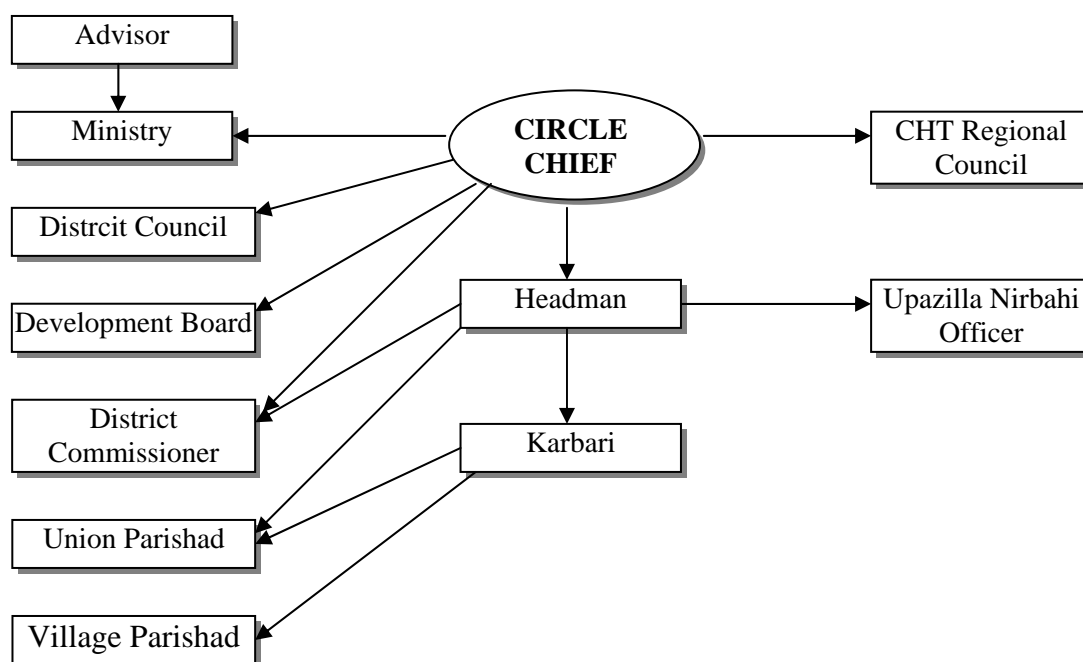 Advisor
Ministry
CIRCLE
CHIEF
CHT Regional
Council
Distrcit Council
Development Board
Headman
Upazilla Nirbahi
Officer
District
Commissioner
Karbari
Union Parishad
Village Parishad